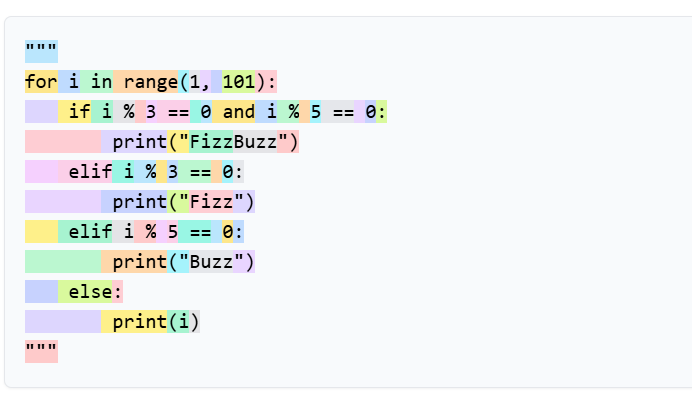 """
for i in range(1, 101):
    if i % 3 == 0 and i % 5 == 0:
        print("FizzBuzz")
    elif i % 3 == 0:
        print("Fizz")
    elif i % 5 == 0:
        print("Buzz")
    else:
        print(i)
"""